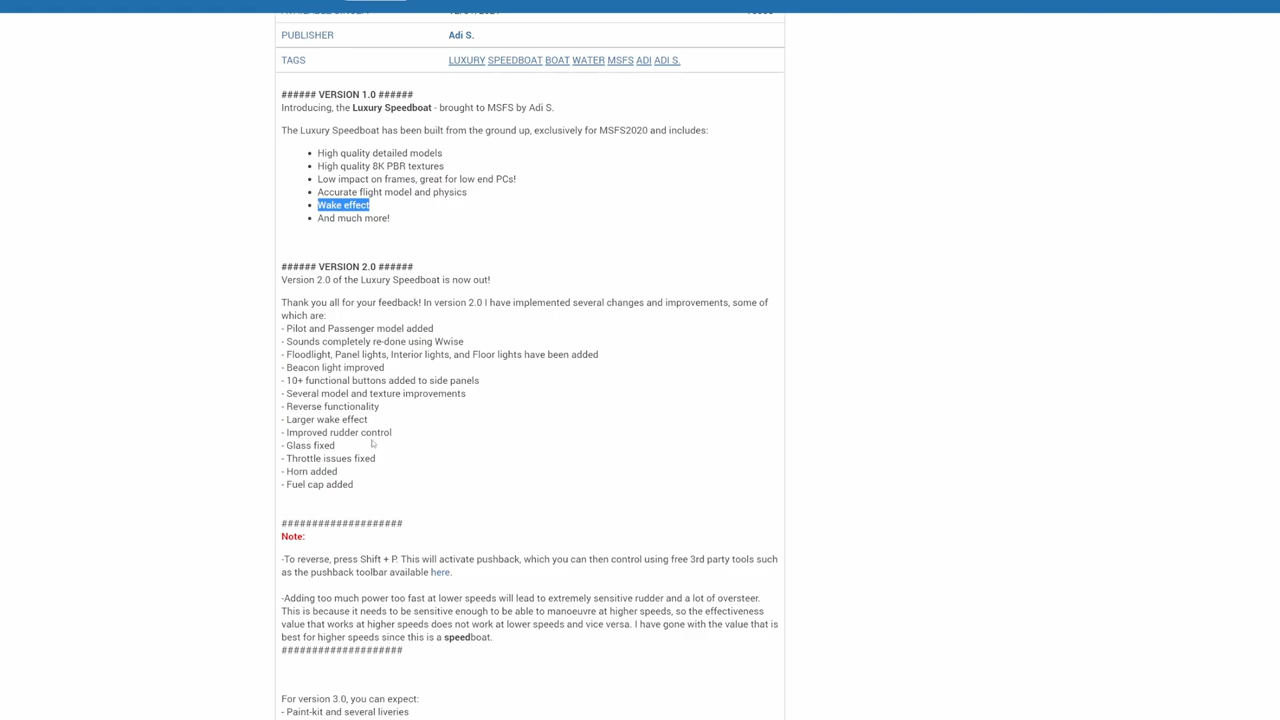 PUBLISHER Adi S.
TAGS LUXURY SPEEDBOAT BOAT WATER MSFS ADI ADI S.
###### VERSION 1.0 ######
Introducing, the Luxury Speedboat - brought to MSFS by Adi S.
The Luxury Speedboat has been built from the ground up, exclusively for MSFS2020 and includes:
• High quality detailed models
• High quality 8K PBR textures
• Low impact on frames, great for low end PCs!
• Accurate flight model and physics
• Wake effect
• And much more!
###### VERSION 2.0 ######
Version 2.0 of the Luxury Speedboat is now out!
Thank you all for your feedback! In version 2.0 I have implemented several changes and improvements, some of
which are:
- Pilot and Passenger model added
- Sounds completely re-done using Wwise
- Floodlight, Panel lights, Interior lights, and Floor lights have been added
- Beacon light improved
- 10+ functional buttons added to side panels
- Several model and texture improvements
- Reverse functionality
- Larger wake effect
- Improved rudder control
- Glass fixed
- Throttle issues fixed
- Horn added
- Fuel cap added
####################
Note:
-To reverse, press Shift + P. This will activate pushback, which you can then control using free 3rd party tools such
as the pushback toolbar available here.
-Adding too much power too fast at lower speeds will lead to extremely sensitive rudder and a lot of oversteer.
This is because it needs to be sensitive enough to be able to manoeuvre at higher speeds, so the effectiveness
value that works at higher speeds does not work at lower speeds and vice versa. I have gone with the value that is
best for higher speeds since this is a speedboat.
####################
For version 3.0, you can expect:
- Paint-kit and several liveries